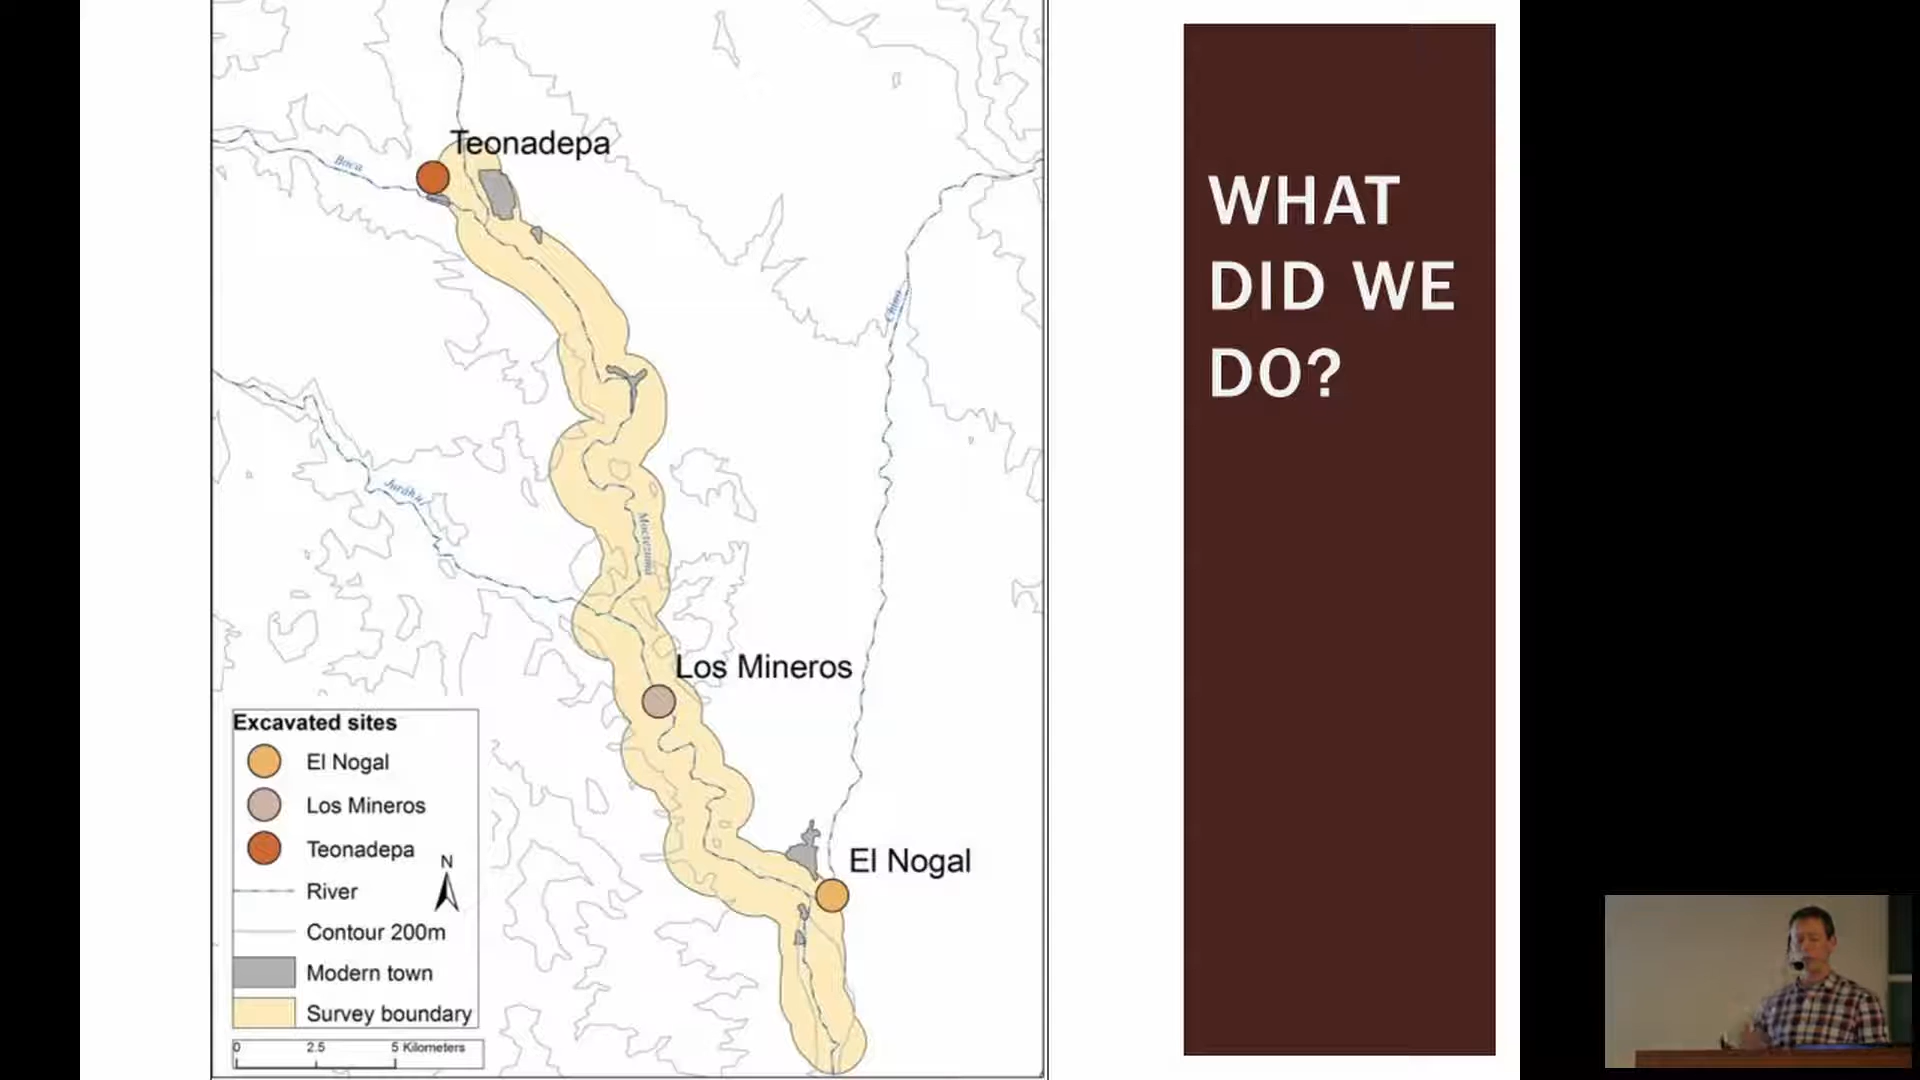 Teonadepa
Moctezuma
Los Mineros
El Nogal
Excavated sites
El Nogal
Los Mineros
Teonadepa
N
River
Contour 200m
Modern town
Survey boundary
0 2.5 5 Kilometers
WHAT
DID WE
DO?